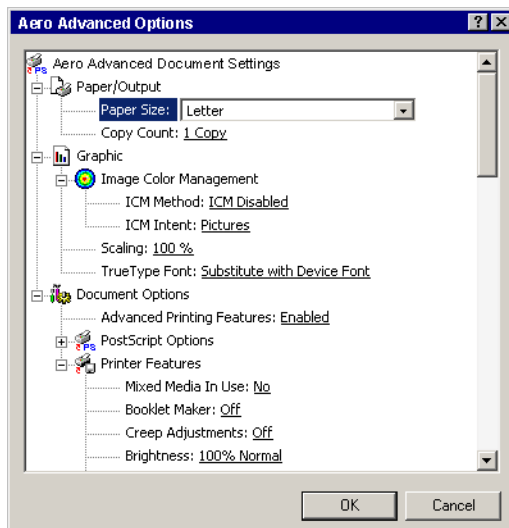 Aero Advanced Options
Aero Advanced Document Settings
Paper/Output
Paper Size: Letter
Copy Count: 1 Copy
Graphic
Image Color Management
ICM Method: ICM Disabled
ICM Intent: Pictures
Scaling: 100 %
TrueType Font: Substitute with Device Font
Document Options
Advanced Printing Features: Enabled
PostScript Options
Printer Features
Mixed Media In Use: No
Booklet Maker: Off
Creep Adjustments: Off
Brightness: 100% Normal
OK Cancel